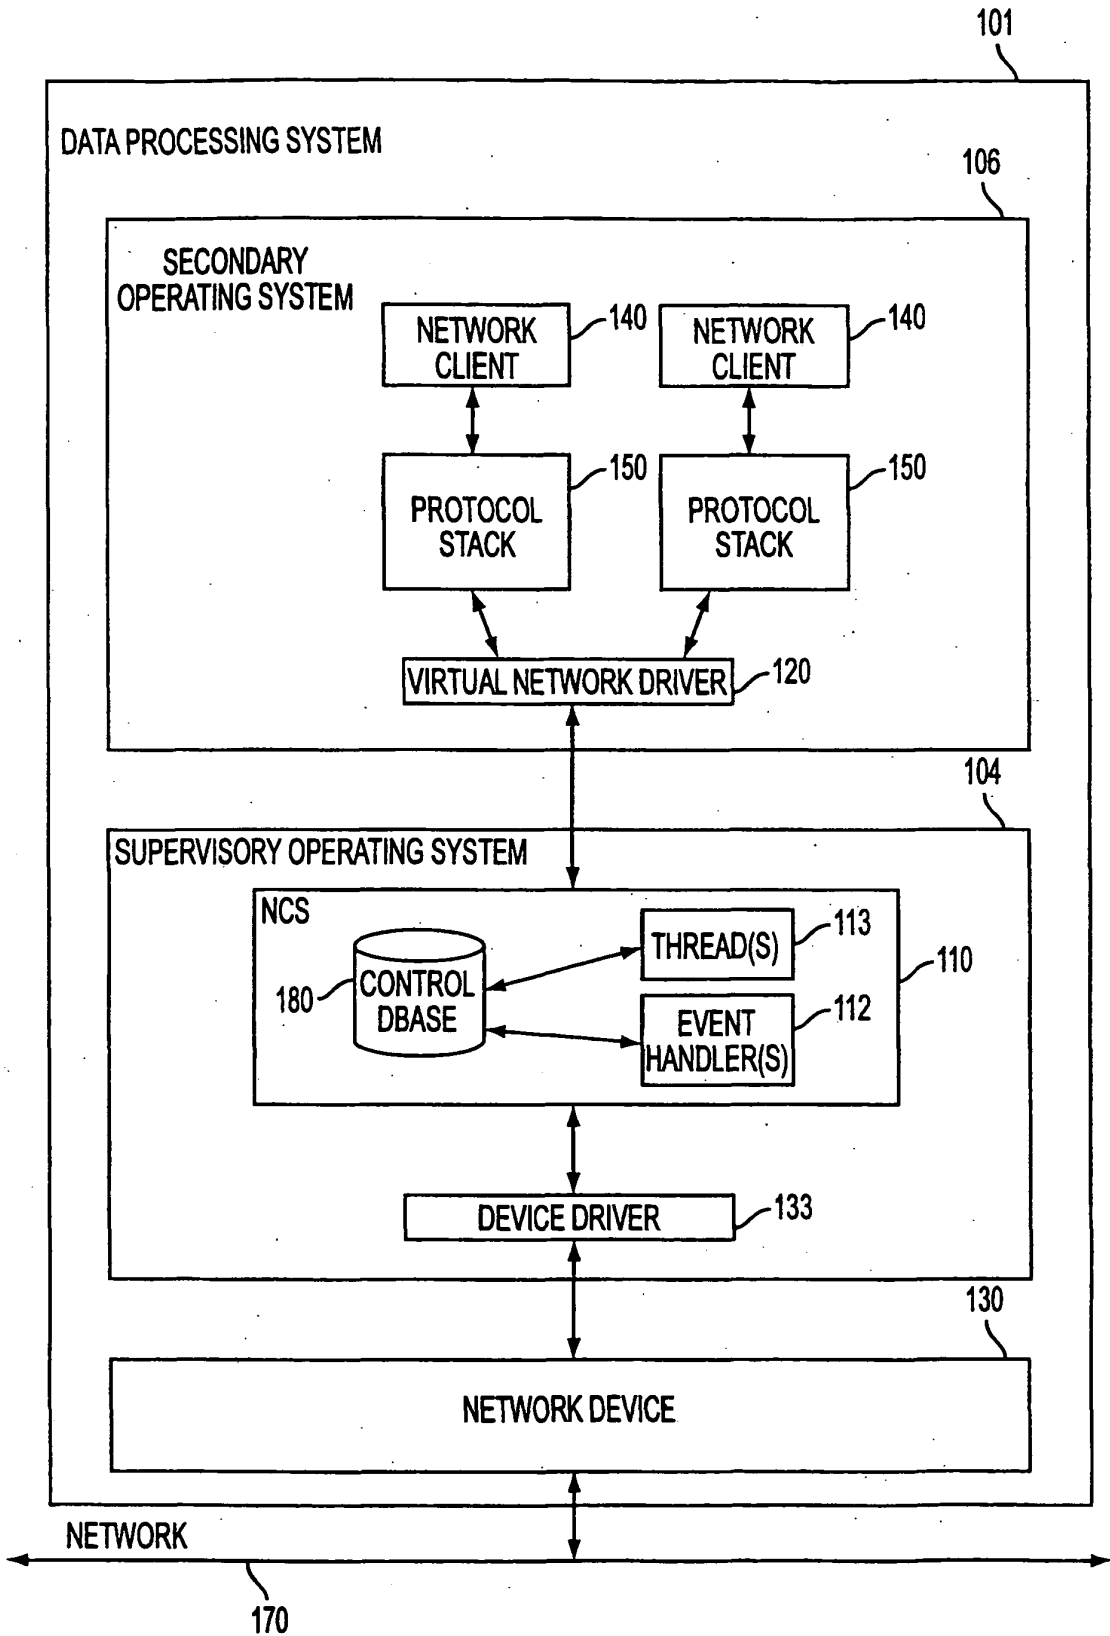 101
DATA PROCESSING SYSTEM
106
SECONDARY
OPERATING SYSTEM
NETWORK
CLIENT
140
NETWORK
CLIENT
140
PROTOCOL
STACK
150
PROTOCOL
STACK
150
VIRTUAL NETWORK DRIVER
120
104
SUPERVISORY OPERATING SYSTEM
NCS
THREAD(S)
113
110
180
CONTROL
DBASE
EVENT
HANDLER(S)
112
DEVICE DRIVER
133
130
NETWORK DEVICE
NETWORK
170